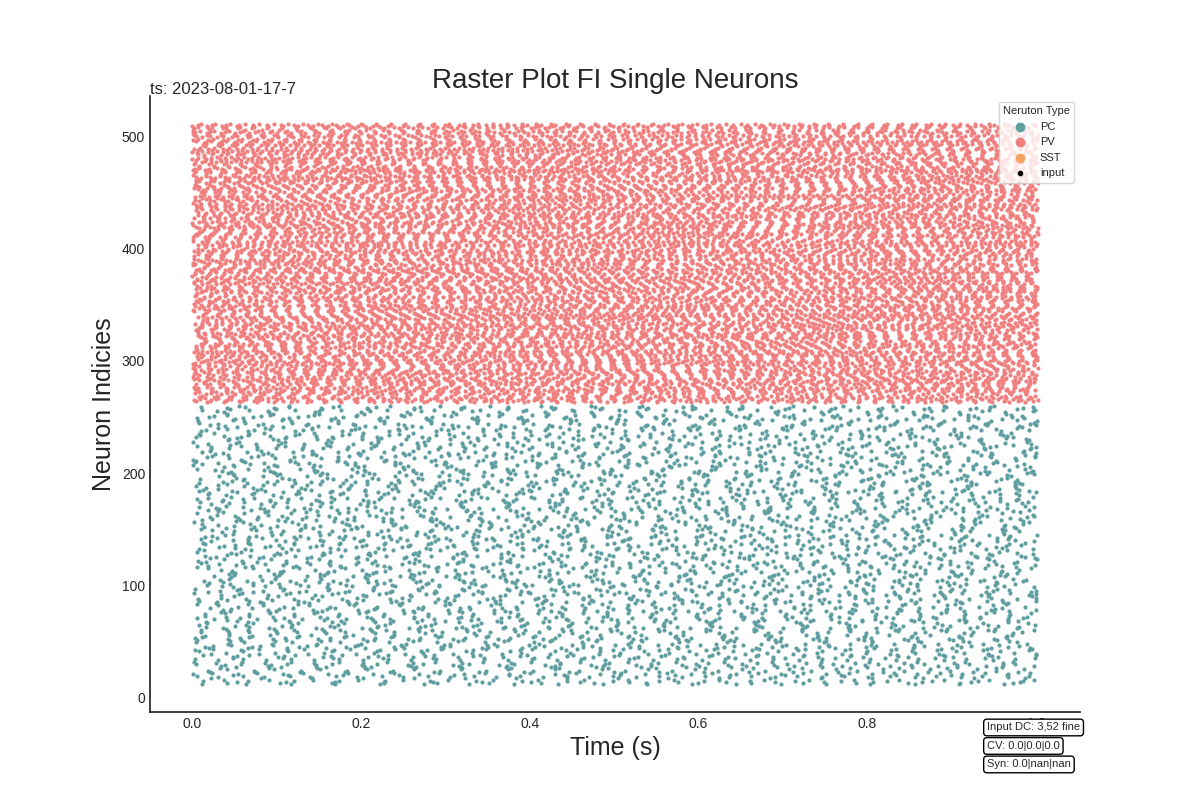 Raster Plot FI Single Neurons
ts: 2023-08-01-17-7
Neruton Type
PC
PV
SST
input
Neuron Indicies
500
400
300
200
100
0
0.0 0.2 0.4 0.6 0.8
Time (s)
Input DC: 3,52 fine
CV: 0.0|0.0|0.0
Syn: 0.0|nan|nan